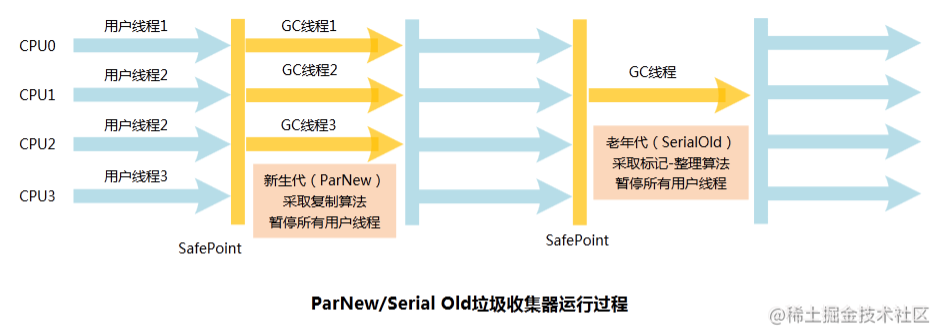 用户线程1
GC线程1
CPU0
用户线程2
GC线程2
GC线程
CPU1
用户线程2
GC线程3
CPU2
用户线程3
CPU3
新生代（ParNew）
采取复制算法
暂停所有用户线程
老年代（SerialOld）
采取标记-整理算法
暂停所有用户线程
SafePoint
SafePoint
ParNew/Serial Old垃圾收集器运行过程
@稀土掘金技术社区